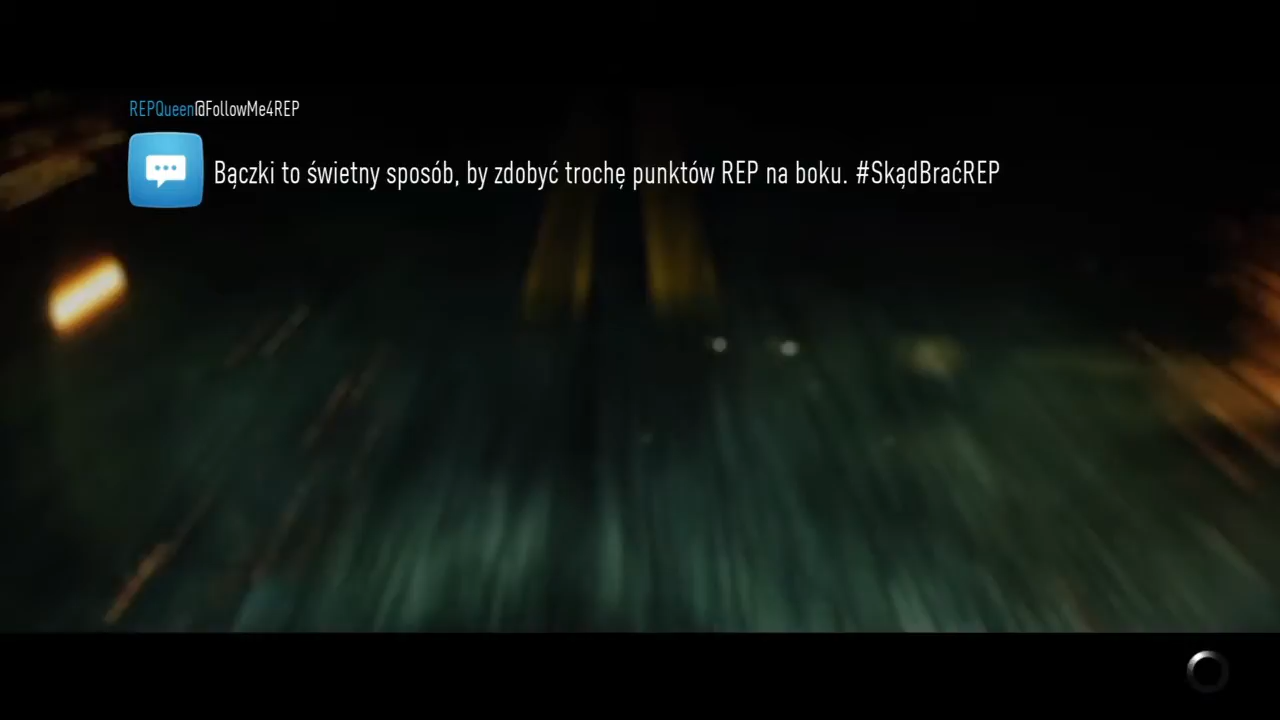 REPQueen@FollowMe4REP
Bączki to świetny sposób, by zdobyć trochę punktów REP na boku. #SkądBraćREP